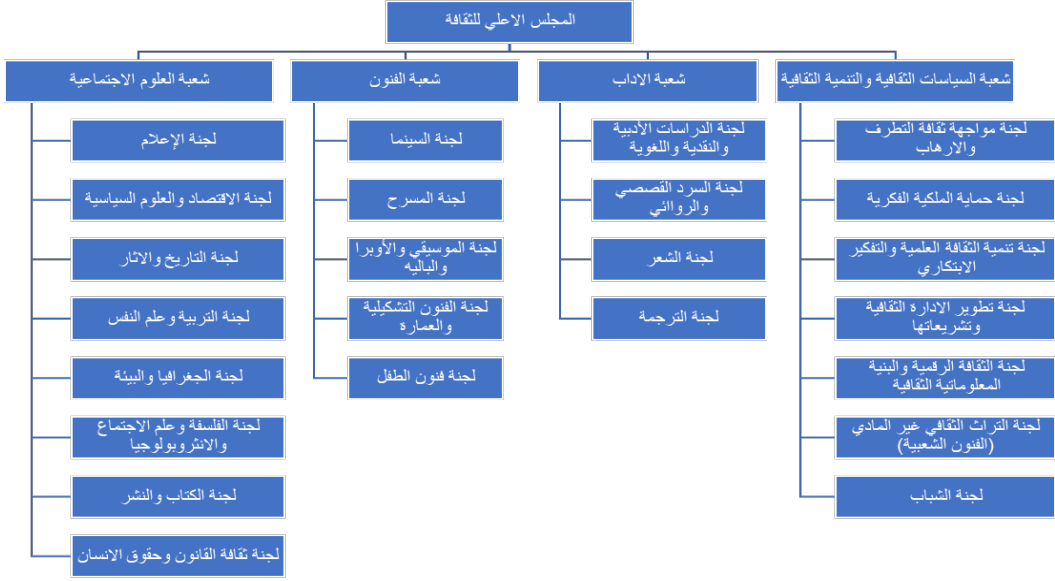 المجلس الاعلي للثقافة
شعبة السياسات الثقافية والتنمية الثقافية
لجنة مواجهة ثقافة التطرف
والارهاب
لجنة حماية الملكية الفكرية
لجنة تنمية الثقافة العلمية والتفكير
الابتكاري
لجنة تطوير الادارة الثقافية
وتشريعاتها
لجنة الثقافة الرقمية والبنية
المعلوماتية الثقافية
لجنة التراث الثقافي غير المادي
(الفنون الشعبية)
لجنة الشباب
شعبة الاداب
لجنة الدراسات الأدبية
والنقدية واللغوية
لجنة السرد القصصي
والروائي
لجنة الشعر
لجنة الترجمة
شعبة الفنون
لجنة السينما
لجنة المسرح
لجنة الموسيقي والأوبرا
والباليه
لجنة الفنون التشكيلية
والعمارة
لجنة فنون الطفل
شعبة العلوم الاجتماعية
لجنة الإعلام
لجنة الاقتصاد والعلوم السياسية
لجنة التاريخ والاثار
لجنة التربية وعلم النفس
لجنة الجغرافيا والبيئة
لجنة الفلسفة وعلم الاجتماع
والانثروبولوجيا
لجنة الكتاب والنشر
لجنة ثقافة القانون وحقوق الانسان